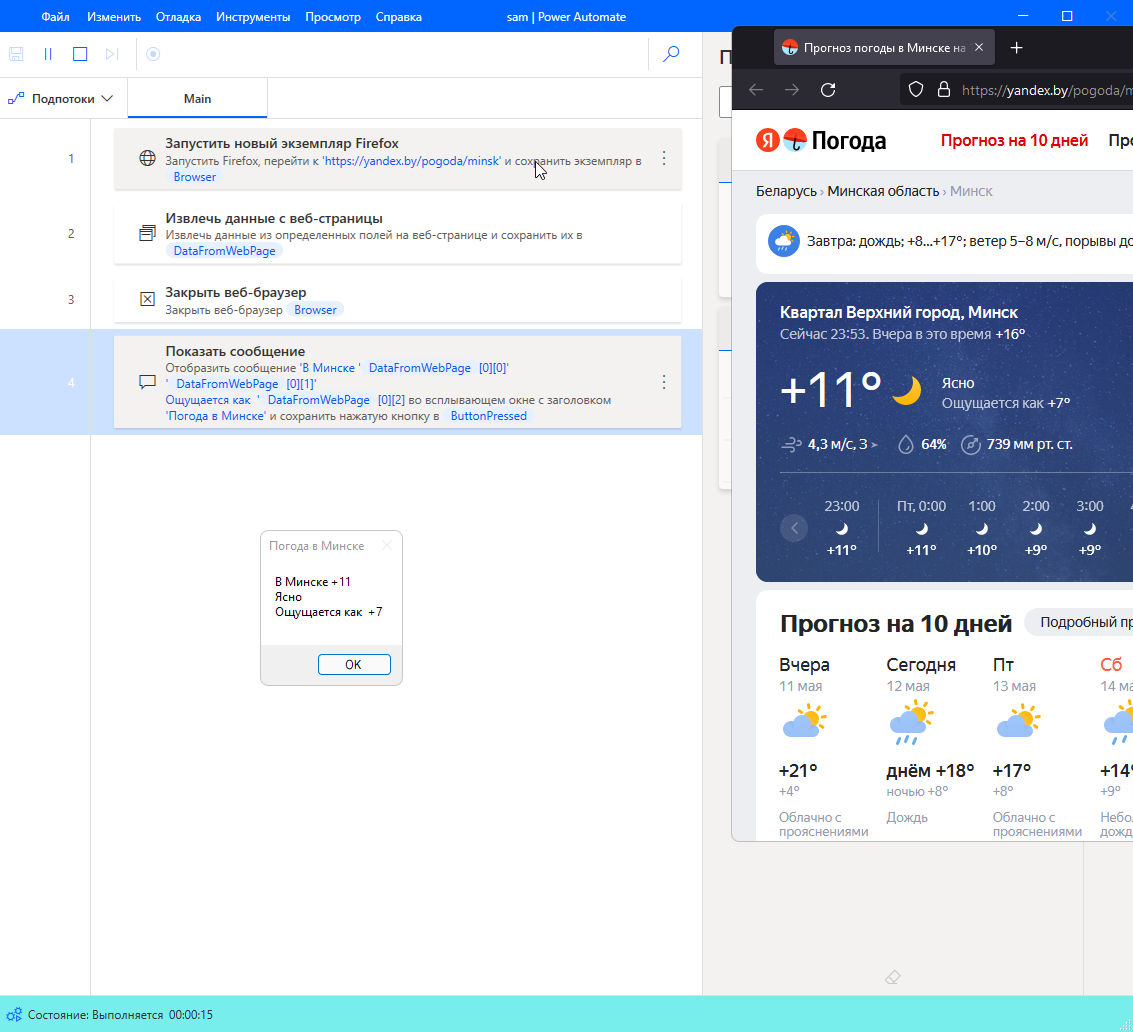 Файл Изменить Отладка Инструменты Просмотр Справка sam | Power Automate
Подпотоки Main
1 Запустить новый экземпляр Firefox
Запустить Firefox, перейти к 'https://yandex.by/pogoda/minsk' и сохранить экземпляр в
Browser
2 Извлечь данные с веб-страницы
Извлечь данные из определенных полей на веб-странице и сохранить их в
DataFromWebPage
3 Закрыть веб-браузер
Закрыть веб-браузер Browser
4 Показать сообщение
Отобразить сообщение 'В Минске ' DataFromWebPage [0][0]'
' DataFromWebPage [0][1]'
Ощущается как ' DataFromWebPage [0][2] во всплывающем окне с заголовком
'Погода в Минске' и сохранить нажатую кнопку в ButtonPressed
Погода в Минске
В Минске +11
Ясно
Ощущается как +7
OK
П
Прогноз погоды в Минске на
https://yandex.by/pogoda/m
Я Погода Прогноз на 10 дней Про
Беларусь › Минская область › Минск
Завтра: дождь; +8...+17°; ветер 5–8 м/с, порывы до
Квартал Верхний город, Минск
Сейчас 23:53. Вчера в это время +16°
+11° Ясно
Ощущается как +7°
4,3 м/с, З 64% 739 мм рт. ст.
23:00 Пт, 0:00 1:00 2:00 3:00
+11° +11° +10° +9° +9°
Прогноз на 10 дней Подробный пр
Вчера Сегодня Пт Сб
11 мая 12 мая 13 мая 14 ма
+21° днём +18° +17° +14°
+4° ночью +8° +8° +9°
Облачно с Дождь Облачно с Небол
прояснениями прояснениями дожд
Состояние: Выполняется 00:00:15